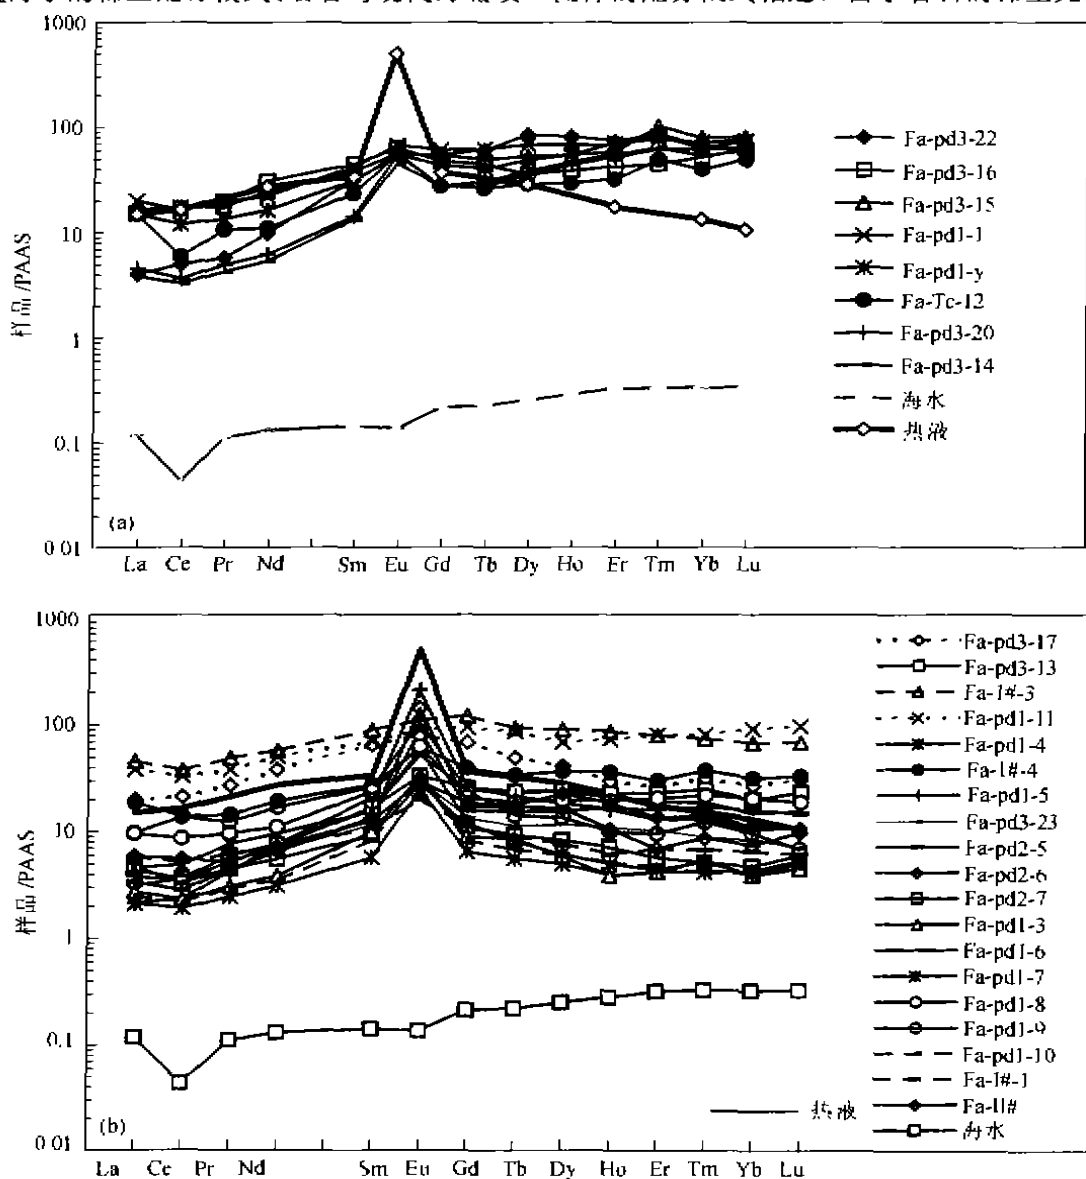 1000
100
10
1
0.1
0 01
样品/PAAS
(a)
La Ce Pr Nd Sm Eu Gd Tb Dy Ho Er Tm Yb Lu
Fa-pd3-22
Fa-pd3-16
Fa-pd3-15
Fa-pd1-1
Fa-pd1-y
Fa-Tc-12
Fa-pd3-20
Fa-pd3-14
海水
热液
1000
100
10
1
0.1
0 01
样品/PAAS
(b)
La Ce Pr Nd Sm Eu Gd Tb Dy Ho Er Tm Yb Lu
Fa-pd3-17
Fa-pd3-13
Fa-1#-3
Fa-pd1-11
Fa-pd1-4
Fa-1#-4
Fa-pd1-5
Fa-pd3-23
Fa-pd2-5
Fa-pd2-6
Fa-pd2-7
Fa-pd1-3
Fa-pd1-6
Fa-pd1-7
Fa-pd1-8
Fa-pd1-9
Fa-pd1-10
Fa-I#-1
Fa-II#
海水
热液